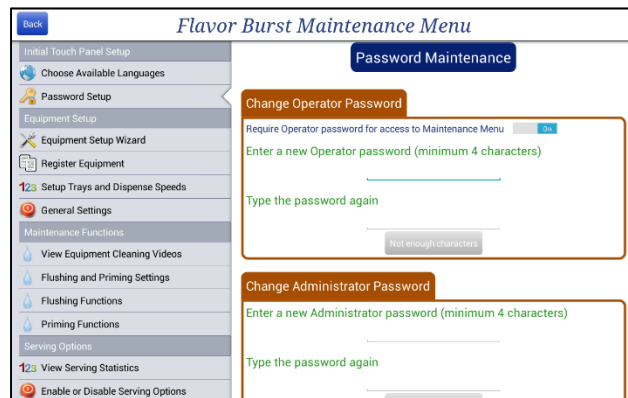 Back
Flavor Burst Maintenance Menu
Initial Touch Panel Setup
Choose Available Languages
Password Setup
Equipment Setup
Equipment Setup Wizard
Register Equipment
123 Setup Trays and Dispense Speeds
General Settings
Maintenance Functions
View Equipment Cleaning Videos
Flushing and Priming Settings
Flushing Functions
Priming Functions
Serving Options
123 View Serving Statistics
Enable or Disable Serving Options
Password Maintenance
Change Operator Password
Require Operator password for access to Maintenance Menu On
Enter a new Operator password (minimum 4 characters)
Type the password again
Not enough characters
Change Administrator Password
Enter a new Administrator password (minimum 4 characters)
Type the password again